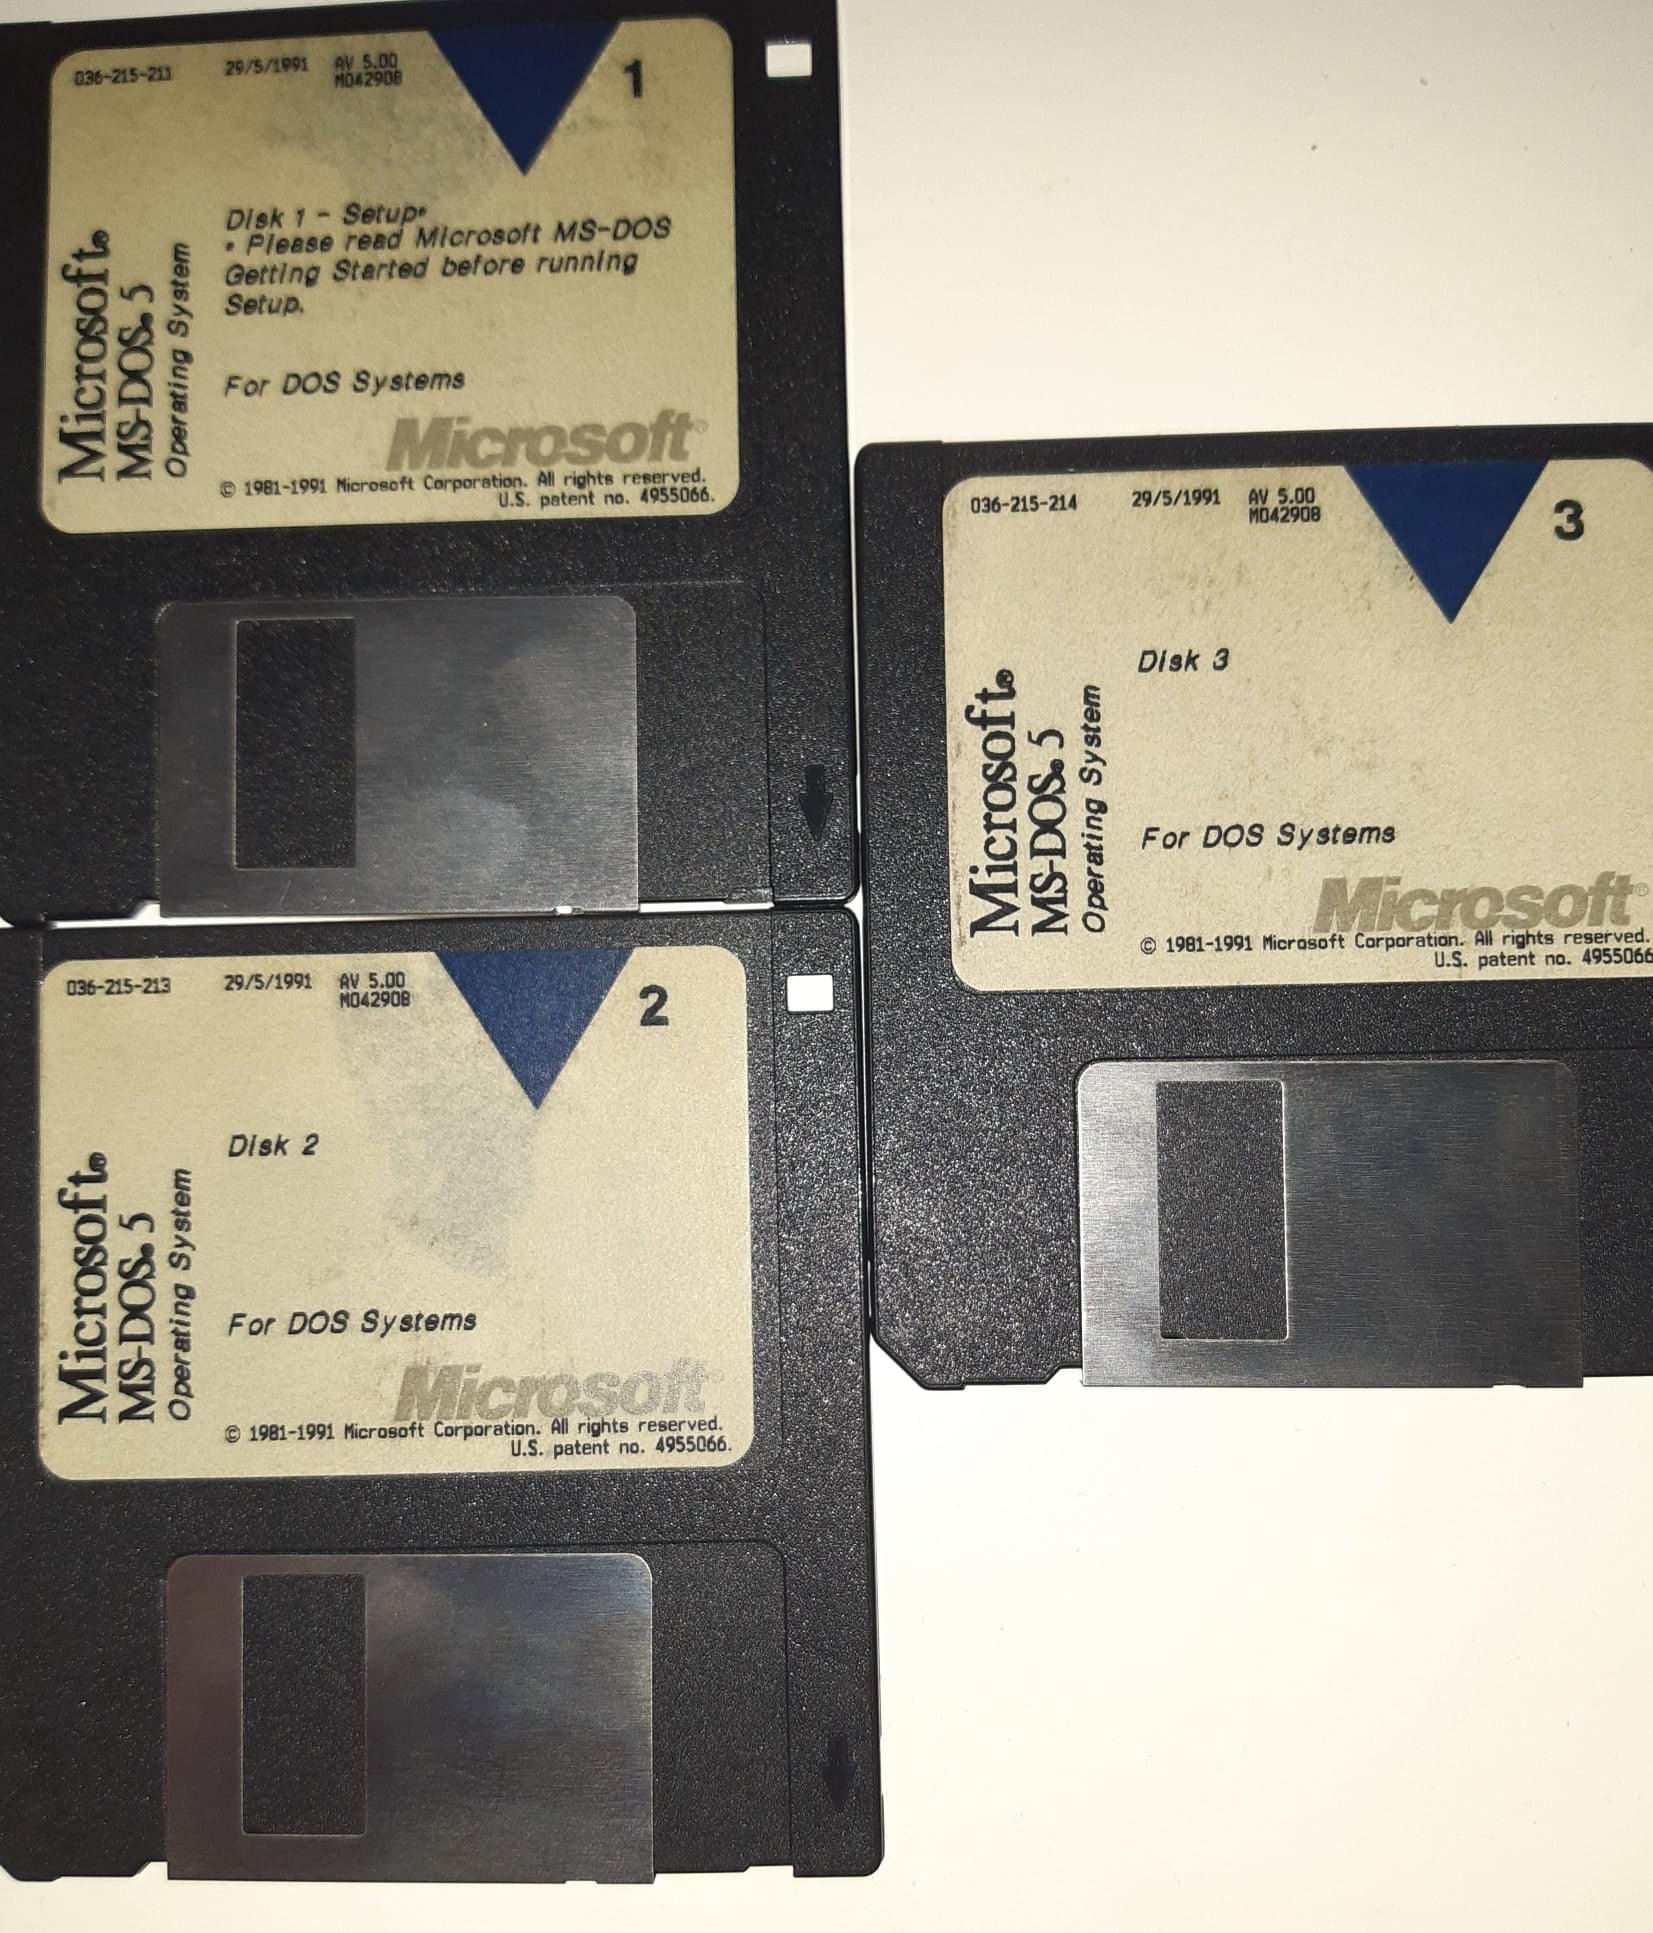 036-215-211 29/5/1991 AV 5.00
M042908
1
Disk 1 - Setup•
• Please read Microsoft MS-DOS
Getting Started before running
Setup.
For DOS Systems
Microsoft®
MS-DOS® 5
Operating System
Microsoft®
© 1981-1991 Microsoft Corporation. All rights reserved.
U.S. patent no. 4955066.
036-215-213 29/5/1991 AV 5.00
M042908
2
Disk 2
For DOS Systems
Microsoft®
MS-DOS® 5
Operating System
Microsoft
© 1981-1991 Microsoft Corporation. All rights reserved.
U.S. patent no. 4955066.
036-215-214 29/5/1991 AV 5.00
M042908
3
Disk 3
For DOS Systems
Microsoft®
MS-DOS® 5
Operating System
Microsoft®
© 1981-1991 Microsoft Corporation. All rights reserved.
U.S. patent no. 4955066